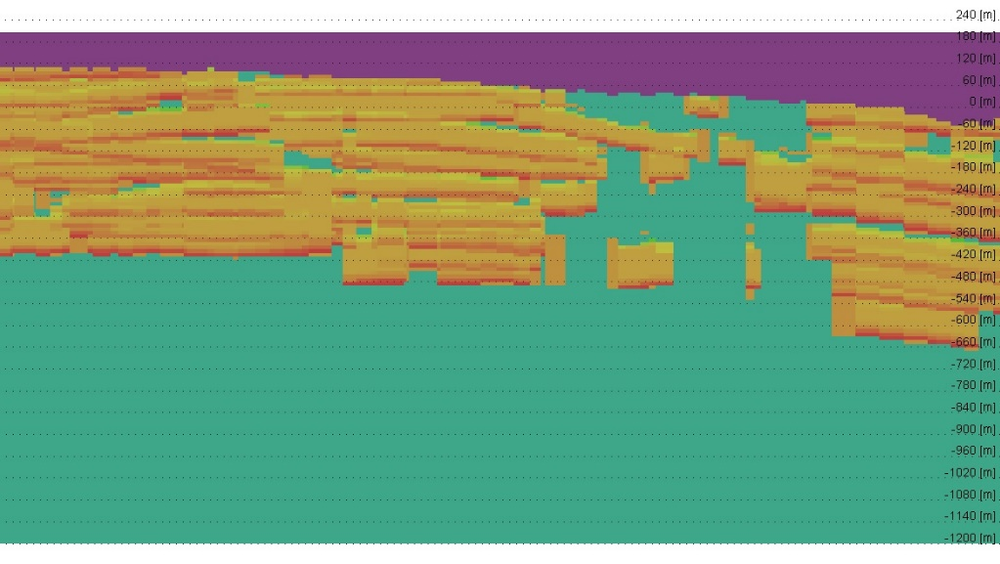 240 [m]
180 [m]
120 [m]
60 [m]
0 [m]
-60 [m]
-120 [m]
-180 [m]
-240 [m]
-300 [m]
-360 [m]
-420 [m]
-480 [m]
-540 [m]
-600 [m]
-660 [m]
-720 [m]
-780 [m]
-840 [m]
-900 [m]
-960 [m]
-1020 [m]
-1080 [m]
-1140 [m]
-1200 [m]